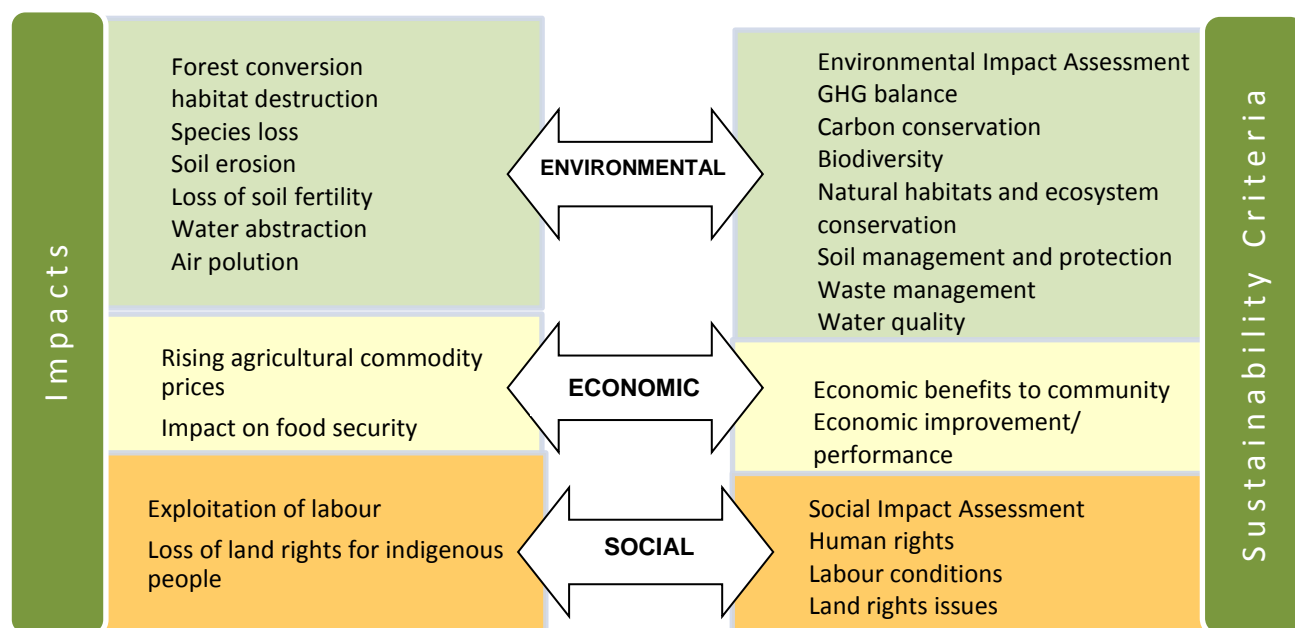 Impacts
Forest conversion
habitat destruction
Species loss
Soil erosion
Loss of soil fertility
Water abstraction
Air polution
Rising agricultural commodity
prices
Impact on food security
Exploitation of labour
Loss of land rights for indigenous
people
ENVIRONMENTAL
ECONOMIC
SOCIAL
Environmental Impact Assessment
GHG balance
Carbon conservation
Biodiversity
Natural habitats and ecosystem
conservation
Soil management and protection
Waste management
Water quality
Economic benefits to community
Economic improvement/
performance
Social Impact Assessment
Human rights
Labour conditions
Land rights issues
Sustainability Criteria